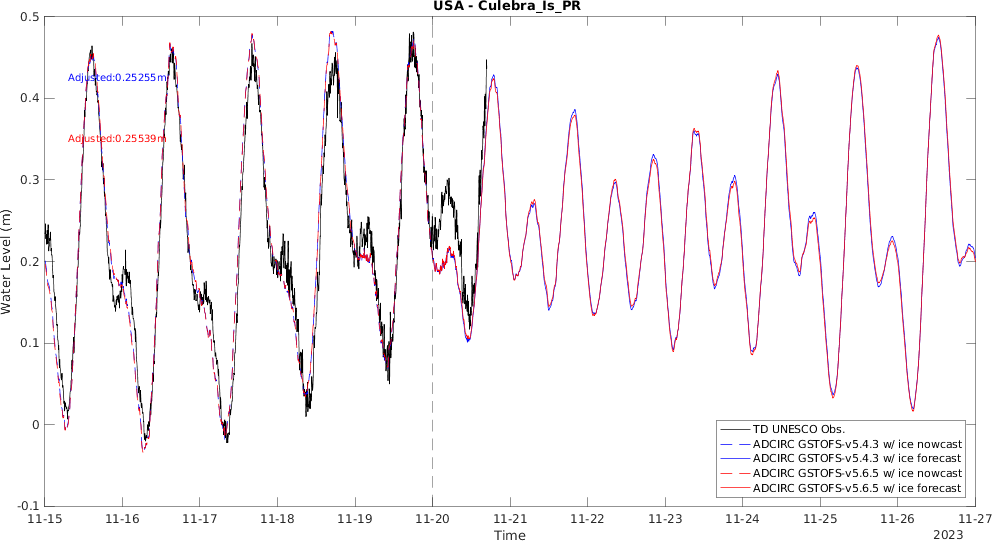 USA - Culebra_Is_PR
0.5
0.4
0.3
0.2
0.1
0
-0.1
Water Level (m)
Adjusted:0.25255m
Adjusted:0.25539m
TD UNESCO Obs.
ADCIRC GSTOFS-v5.4.3 w/ ice nowcast
ADCIRC GSTOFS-v5.4.3 w/ ice forecast
ADCIRC GSTOFS-v5.6.5 w/ ice nowcast
ADCIRC GSTOFS-v5.6.5 w/ ice forecast
11-15 11-16 11-17 11-18 11-19 11-20 11-21 11-22 11-23 11-24 11-25 11-26 11-27
Time
2023